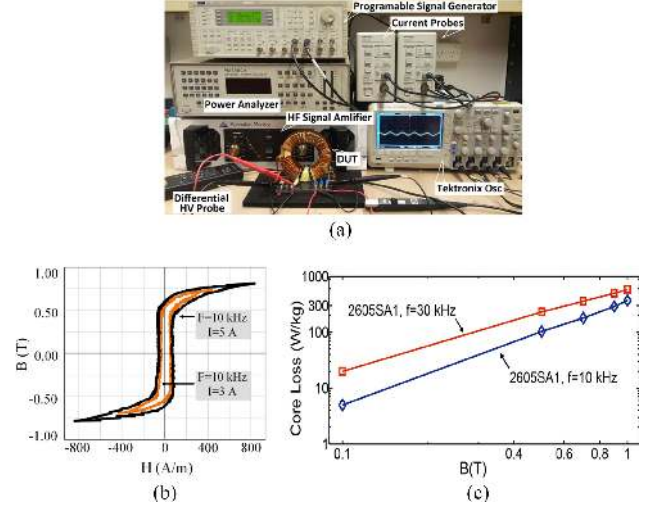 Programable Signal Generator
Current Probes
Power Analyzer
HF Signal Amlifier
DUT
Differential
HV Probe
Tektronix Osc
(a)
1.00
0.50
0.00
-0.50
-1.00
B (T)
F=10 kHz
I=5 A
F=10 kHz
I=3 A
-800
-400
0
400
800
H (A/m)
(b)
1000
300
100
10
1
Core Loss (W/kg)
2605SA1, f=30 kHz
2605SA1, f=10 kHz
0.1
0.4
0.6
0.8
1
B(T)
(c)